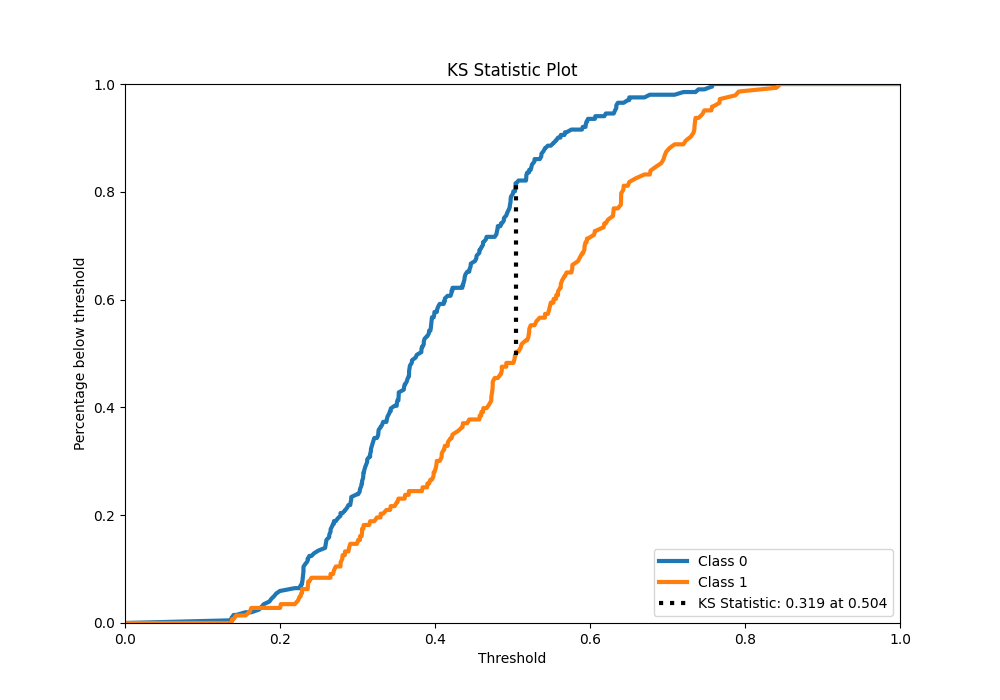 KS Statistic Plot
1.0
0.8
0.6
0.4
0.2
0.0
Percentage below threshold
0.0 0.2 0.4 0.6 0.8 1.0
Threshold
Class 0
Class 1
KS Statistic: 0.319 at 0.504